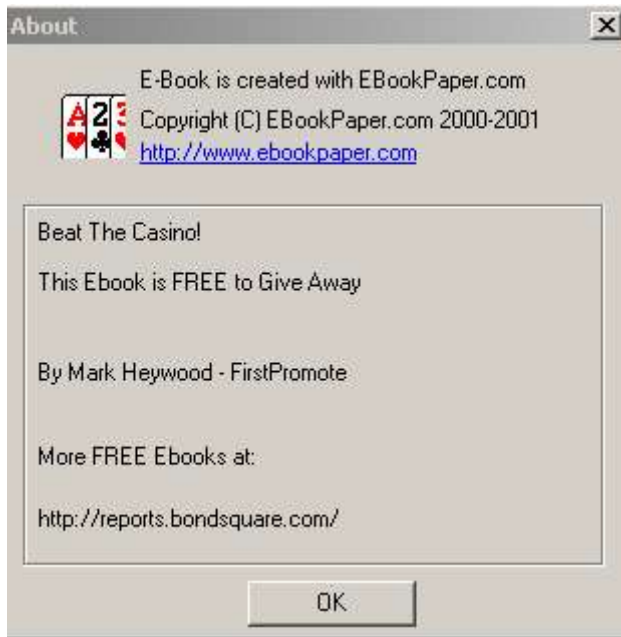 About
E-Book is created with EBookPaper.com
Copyright (C) EBookPaper.com 2000-2001
http://www.ebookpaper.com
A 2 3
Beat The Casino!
This Ebook is FREE to Give Away
By Mark Heywood - FirstPromote
More FREE Ebooks at:
http://reports.bondsquare.com/
OK